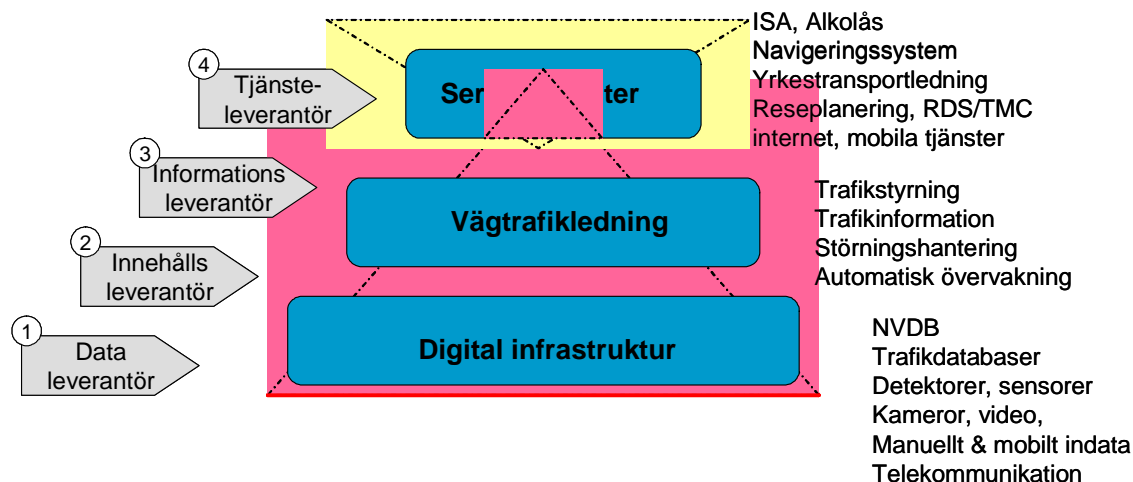 ISA, Alkolås
Navigeringssystem
Yrkestransportledning
Reseplanering, RDS/TMC
internet, mobila tjänster
4
Tjänste-
leverantör
3
Informations
leverantör
Vägtrafikledning
Trafikstyrning
Trafikinformation
Störningshantering
Automatisk övervakning
2
Innehålls
leverantör
1
Data
leverantör
Digital infrastruktur
NVDB
Trafikdatabaser
Detektorer, sensorer
Kameror, video,
Manuellt & mobilt indata
Telekommunikation